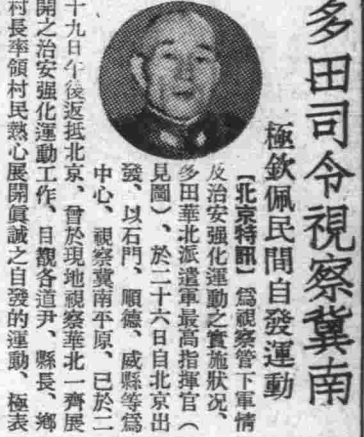 多田司令視察冀南
極欽佩民間自發運動
【北京特訊】爲視察管下軍情
及治安强化運動之實施狀况、
多田華北派遣軍最高指揮官（
見圖）、於二十六日自北京出
發、以石門、順德、威縣等爲
中心、視察冀南平原、已於二
十九日午後返抵北京、曾於現地視察華北一齊展
開之治安强化運動工作、目觀各道尹、縣長、鄉
村長率領村民熱心展開眞誠之自發的運動、極表